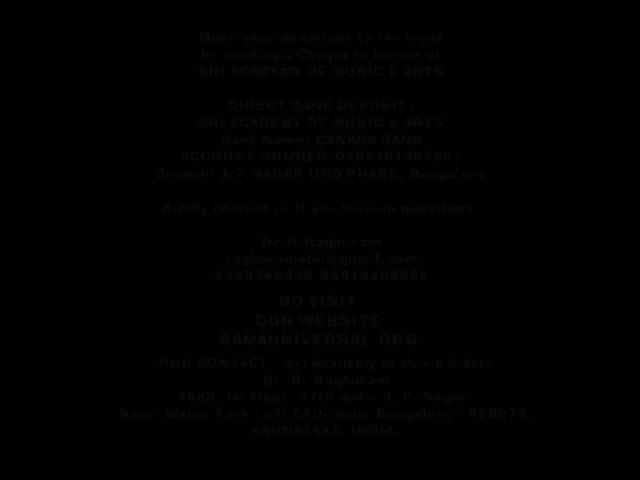 Make your donations to the trust
by sending a Cheque in favour of
SRI ACADEMY OF MUSIC & ARTS
DIRECT BANK DEPOSIT:
SRI ACADEMY OF MUSIC & ARTS
Bank Name: CANARA BANK
ACCOUNT NUMBER
Branch: J.P.NAGAR IIND PHASE, Bangalore
Kindly contact us if you have an questions
Dr.R.Raghuram
GO VISIT
OUR WEBSITE
SAMAUNIVERSAL.ORG
OUR CONTACT : Sri Academy of Music & Arts
Dr. R. Raghuram
1st floor, 27th main, J. P. Nagar,
Near Water Tank, off 24th main, Bangalore 560078,
KARNATAKA, INDIA.